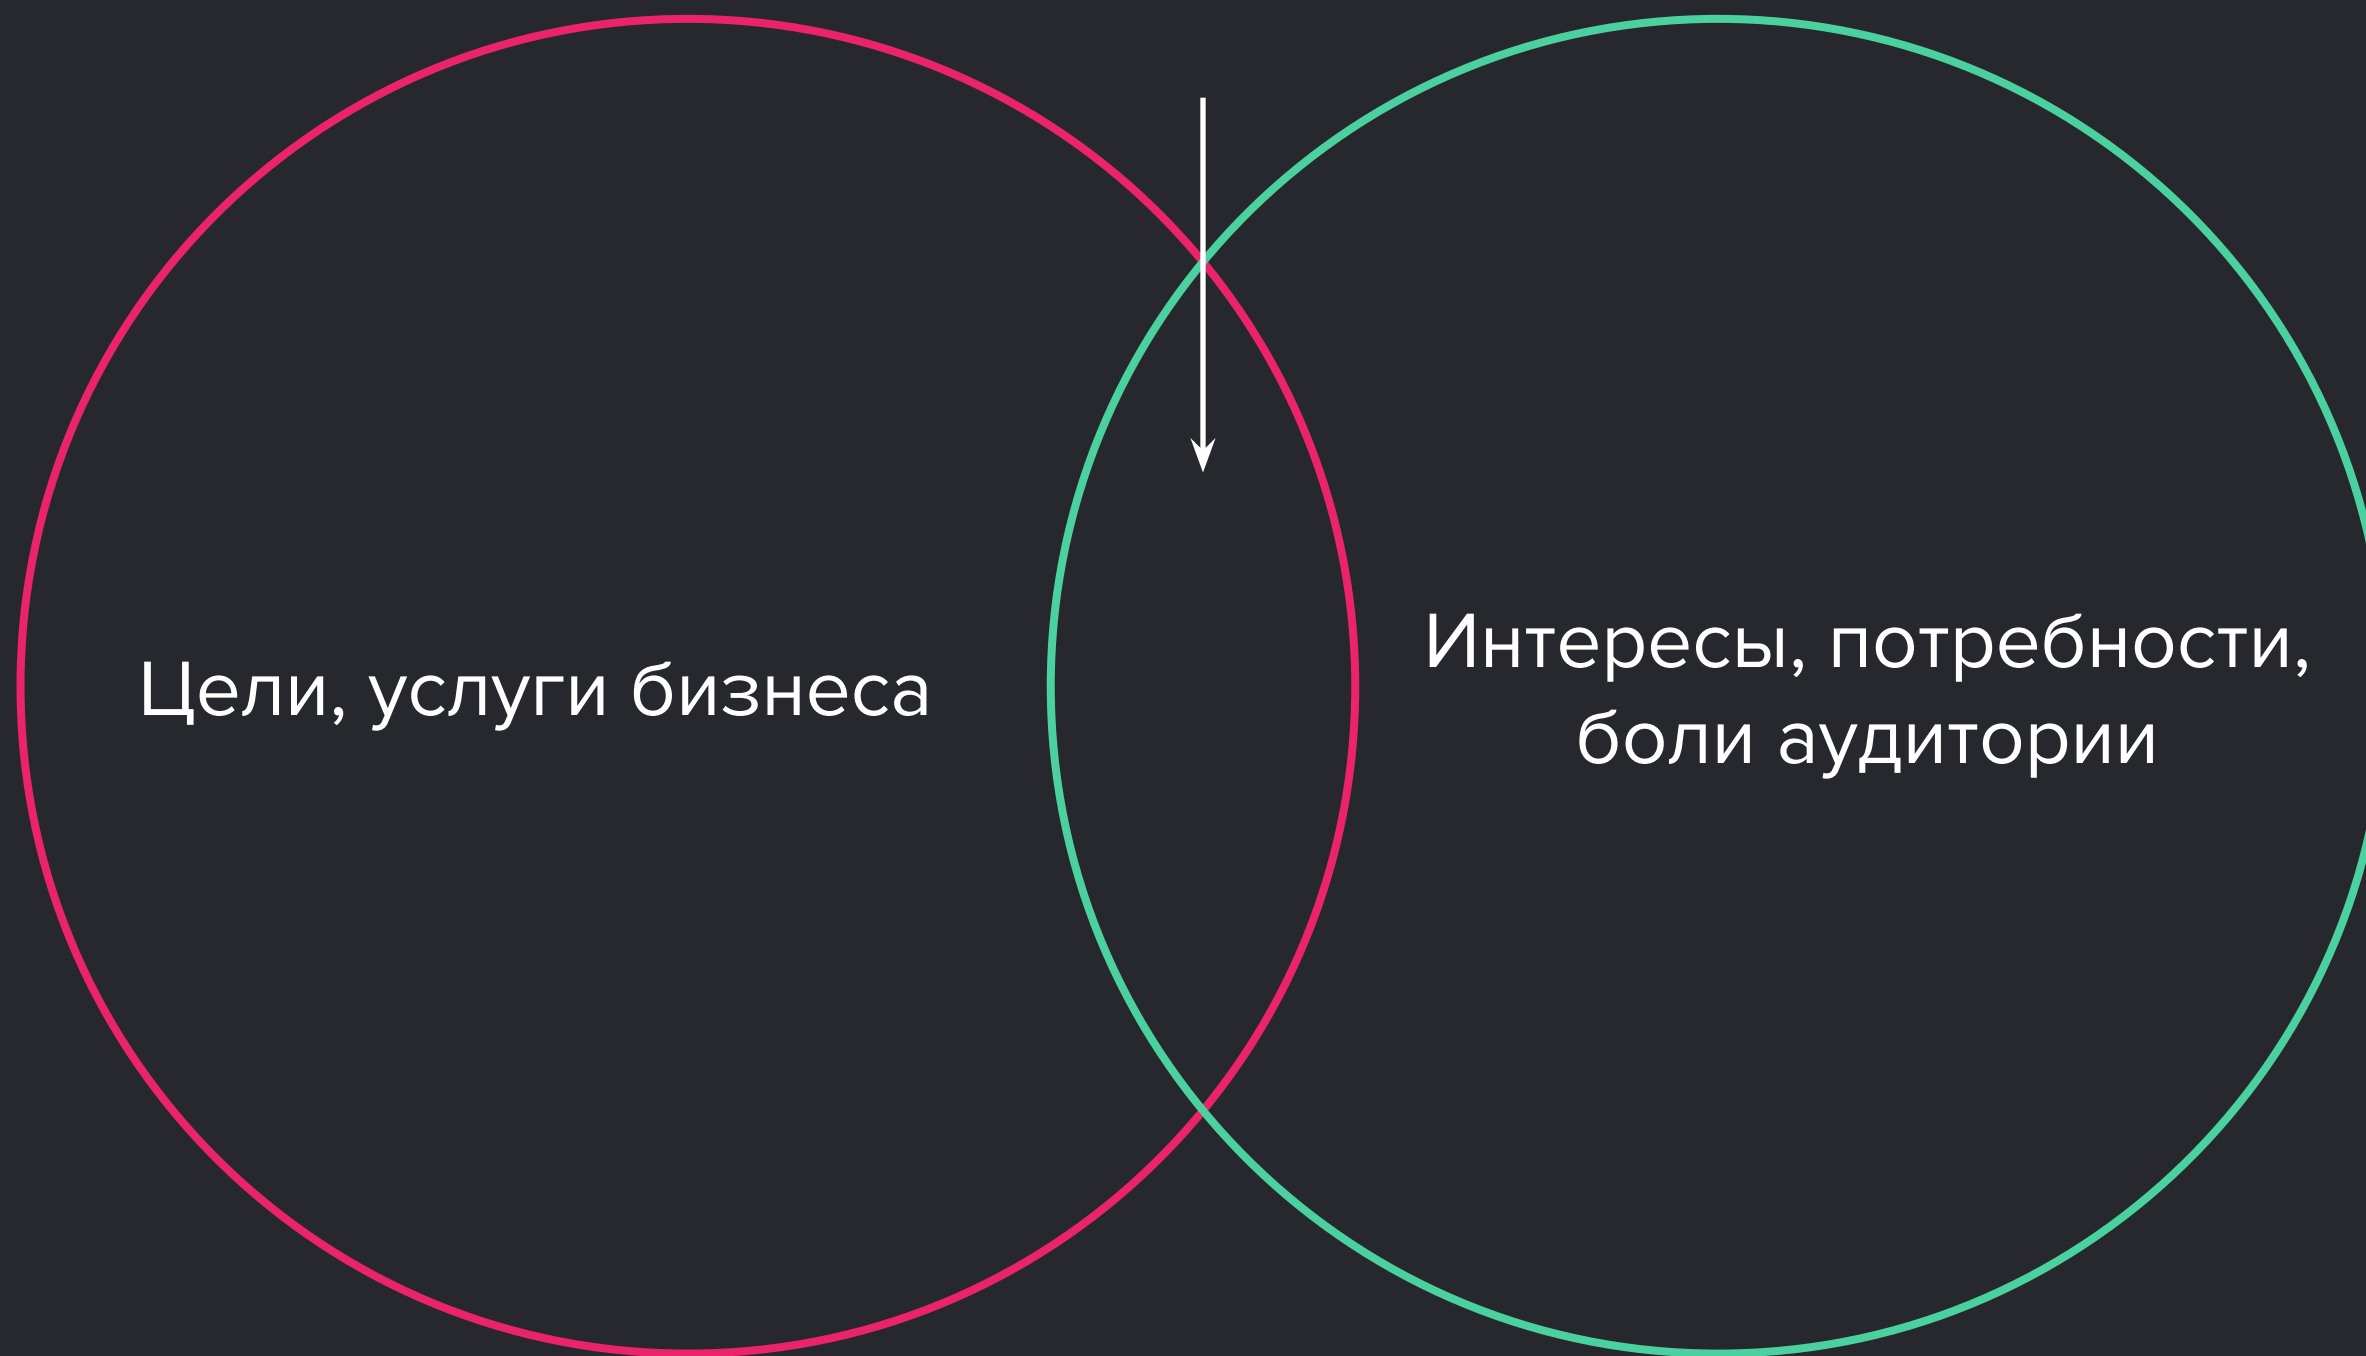 Цели, услуги бизнеса
Интересы, потребности,
боли аудитории